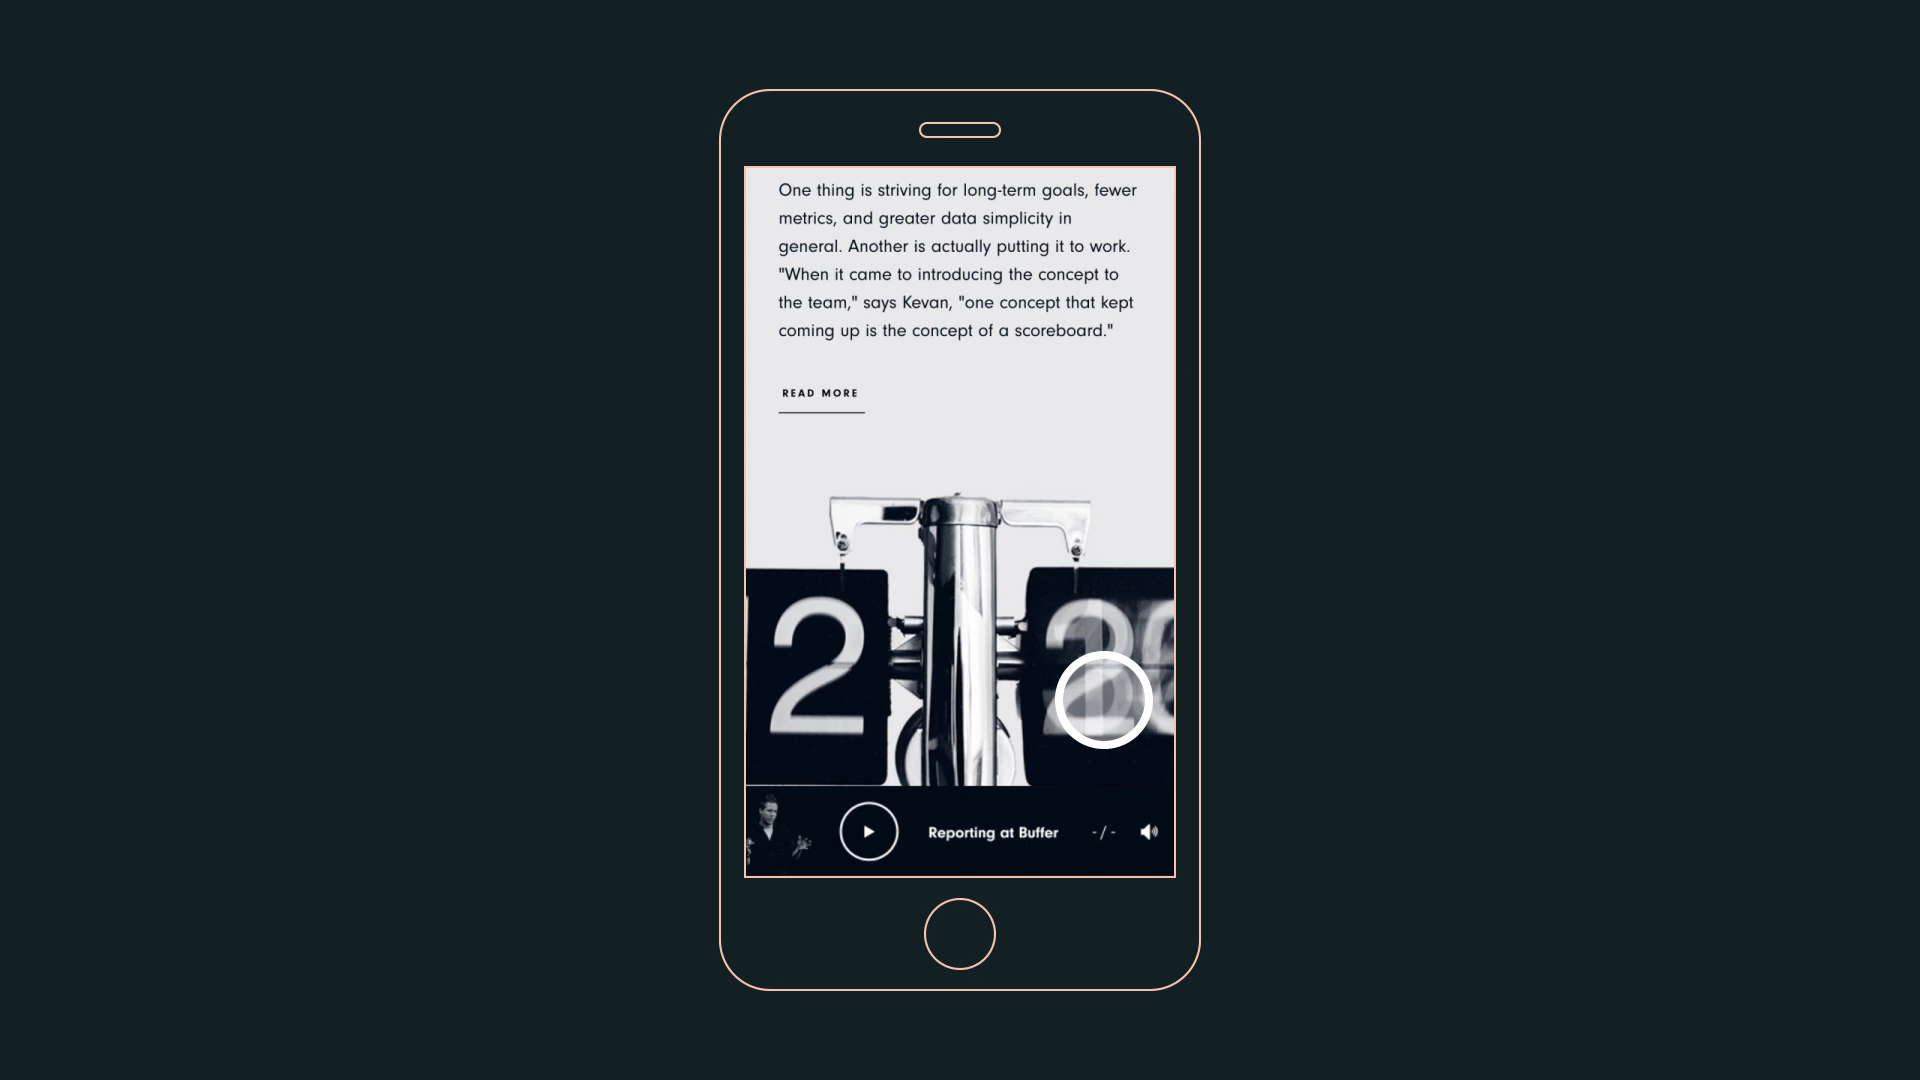 One thing is striving for long-term goals, fewer
metrics, and greater data simplicity in
general. Another is actually putting it to work.
"When it came to introducing the concept to
the team," says Kevan, "one concept that kept
coming up is the concept of a scoreboard."
READ MORE
2
Reporting at Buffer
- / -